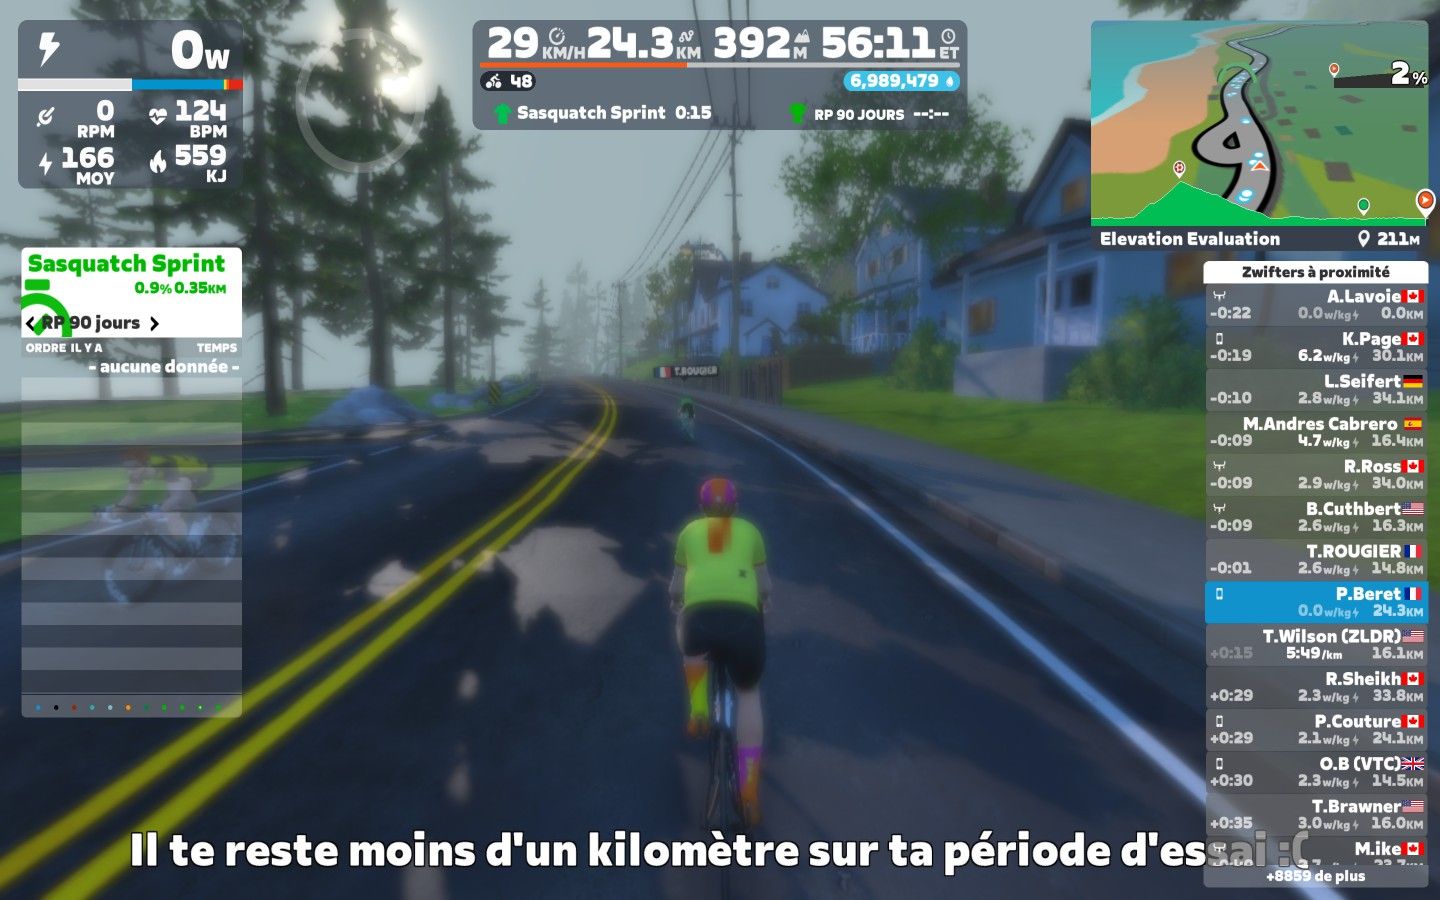 0w
0 RPM 124 BPM
166 MOY 559 KJ
29 KM/H 24.3 KM 392 M 56:11 ET
48 6,989,479
Sasquatch Sprint 0:15 RP 90 JOURS --:--
2%
Elevation Evaluation 211M
Sasquatch Sprint
0.9% 0.35KM
< RP 90 jours >
ORDRE IL Y A TEMPS
- aucune donnée -
T.ROUGIER
Zwifters à proximité
A.Lavoie
-0:22 0.0w/kg 0.0KM
K.Page
-0:19 6.2w/kg 30.1KM
L.Seifert
-0:10 2.8w/kg 34.1KM
M.Andres Cabrero
-0:09 4.7w/kg 16.4KM
R.Ross
-0:09 2.9w/kg 34.0KM
B.Cuthbert
-0:09 2.6w/kg 16.3KM
T.ROUGIER
-0:01 2.6w/kg 14.8KM
P.Beret
0.0w/kg 24.3KM
T.Wilson (ZLDR)
+0:15 5:49/km 16.1KM
R.Sheikh
+0:29 2.3w/kg 33.8KM
P.Couture
+0:29 2.1w/kg 24.1KM
O.B (VTC)
+0:30 2.3w/kg 14.5KM
T.Brawner
+0:35 3.0w/kg 16.0KM
M.ike
+8859 de plus
Il te reste moins d'un kilomètre sur ta période d'essai :(